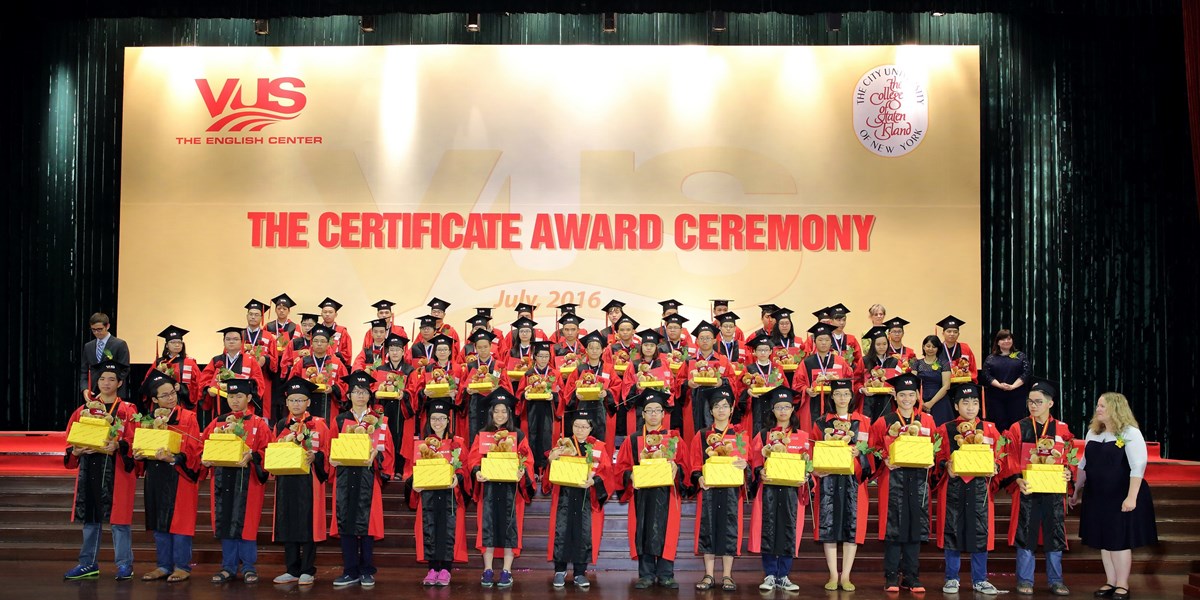 VUS
THE ENGLISH CENTER
THE CITY UNIVERSITY
the
College
of
Staten
Island
OF NEW YORK
VUS
THE CERTIFICATE AWARD CEREMONY
July, 2016